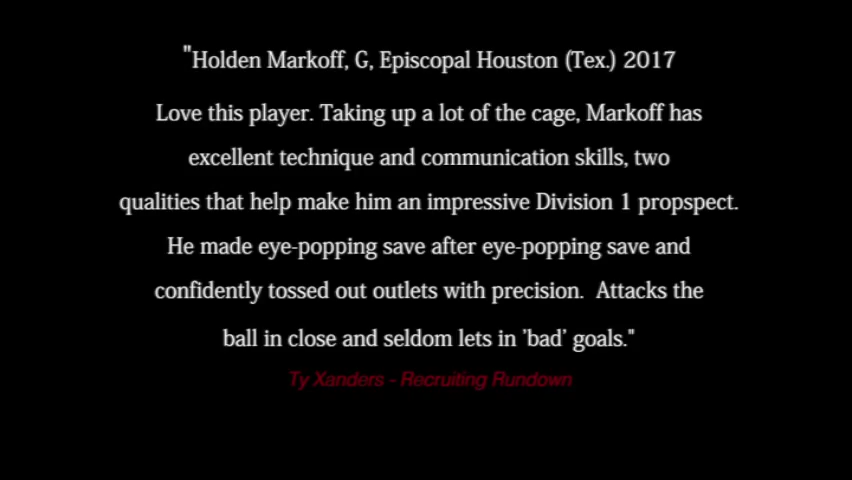 "Holden Markoff, G, Episcopal Houston (Tex.) 2017
Love this player. Taking up a lot of the cage, Markoff has
excellent technique and communication skills, two
qualities that help make him an impressive Division 1 propspect.
He made eye-popping save after eye-popping save and
confidently tossed out outlets with precision.  Attacks the
ball in close and seldom lets in 'bad' goals."
Ty Xanders - Recruiting Rundown